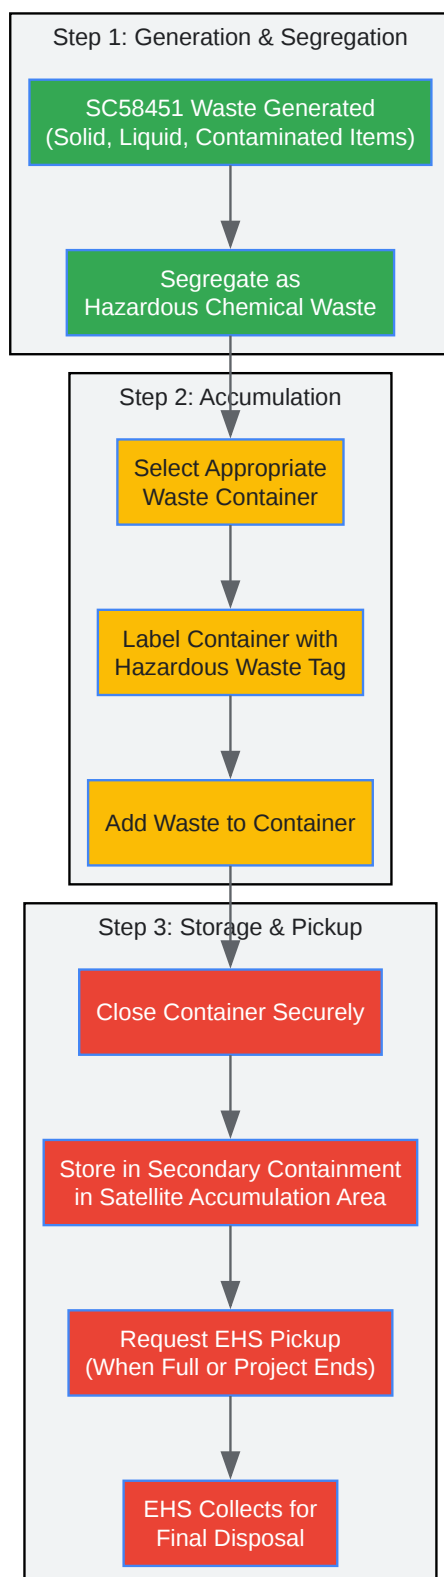 Step 1: Generation & Segregation
SC58451 Waste Generated
(Solid, Liquid, Contaminated Items)
Segregate as
Hazardous Chemical Waste
Step 2: Accumulation
Select Appropriate
Waste Container
Label Container with
Hazardous Waste Tag
Add Waste to Container
Step 3: Storage & Pickup
Close Container Securely
Store in Secondary Containment
in Satellite Accumulation Area
Request EHS Pickup
(When Full or Project Ends)
EHS Collects for
Final Disposal